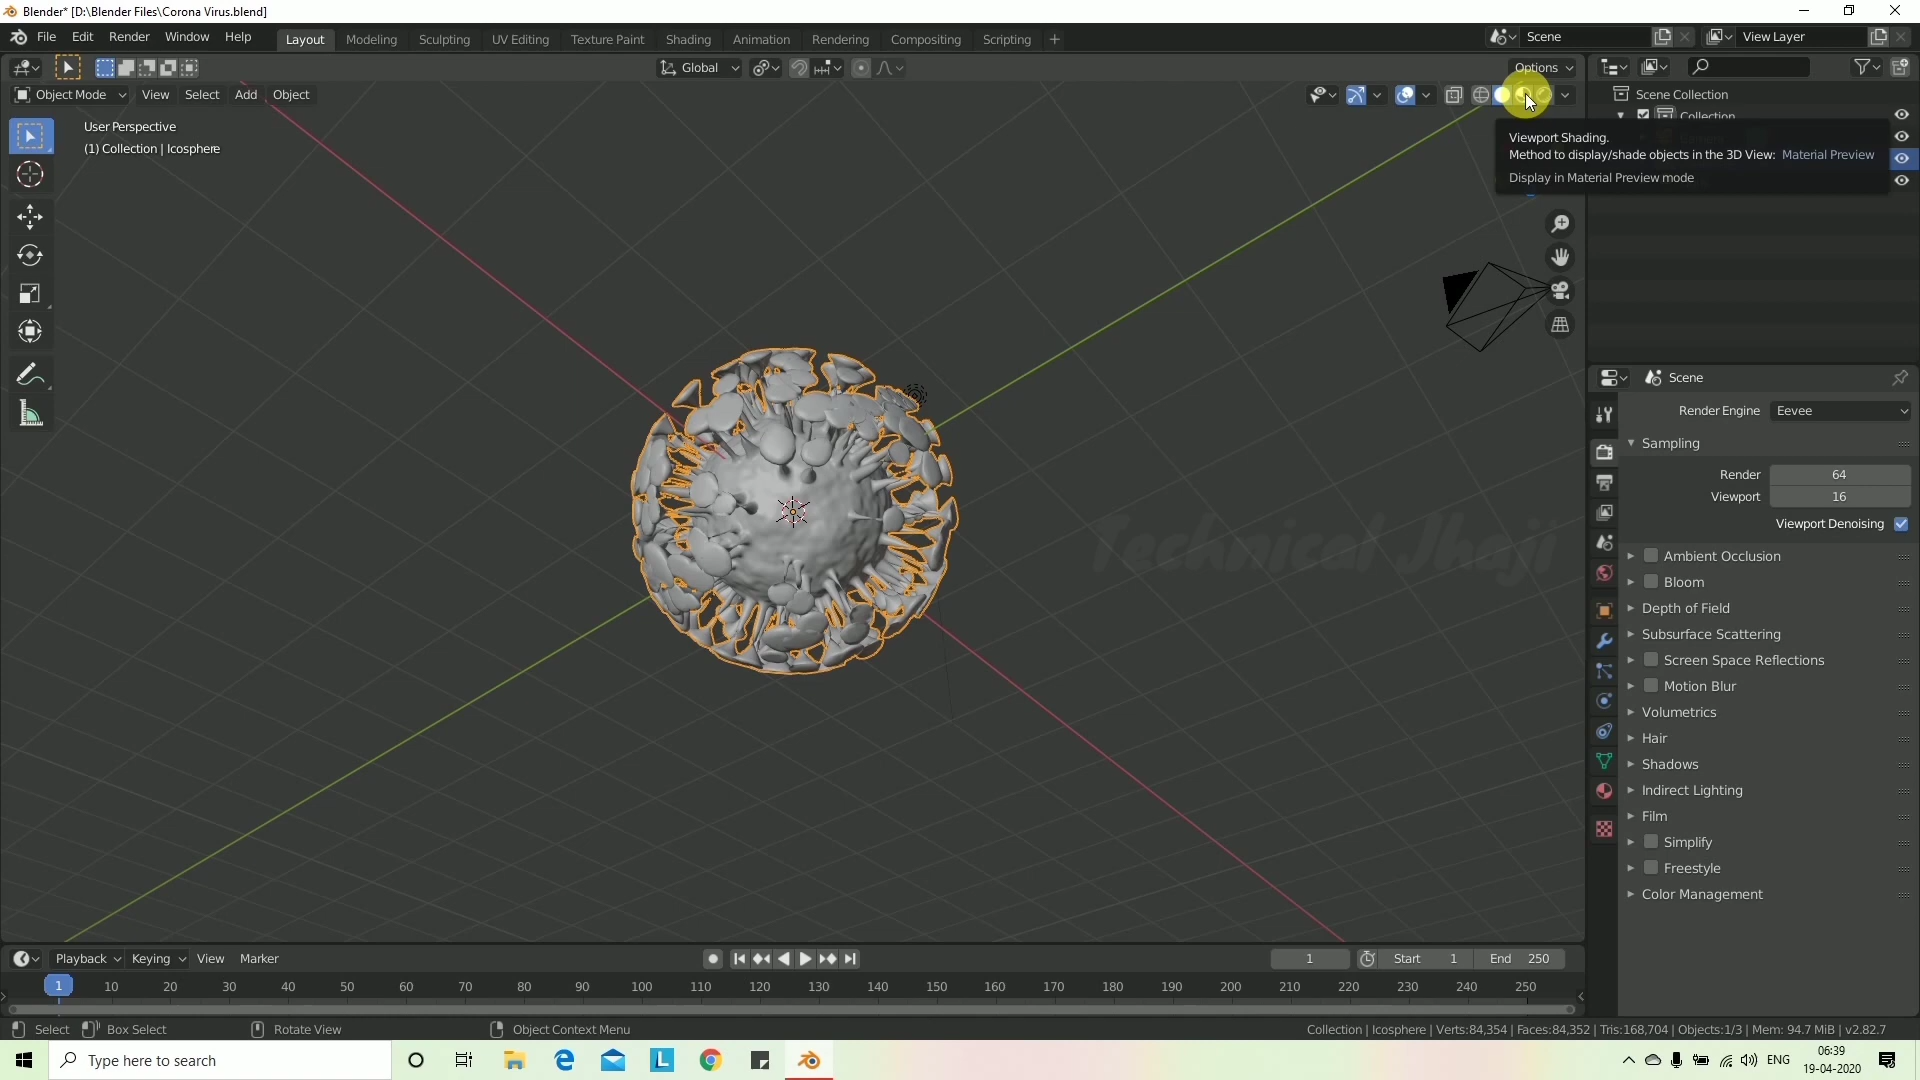 Blender* [D:\Blender Files\Corona Virus.blend]
File Edit Render Window Help
Layout Modeling Sculpting UV Editing Texture Paint Shading Animation Rendering Compositing Scripting +
Scene
View Layer
Global
Options
Object Mode View Select Add Object
Scene Collection
Collection
User Perspective
(1) Collection | Icosphere
Viewport Shading.
Method to display/shade objects in the 3D View: Material Preview
Display in Material Preview mode
Scene
Render Engine Eevee
Sampling
Render 64
Viewport 16
Viewport Denoising
Ambient Occlusion
Bloom
Depth of Field
Subsurface Scattering
Screen Space Reflections
Motion Blur
Volumetrics
Hair
Shadows
Indirect Lighting
Film
Simplify
Freestyle
Color Management
Technical Jhaji
Playback Keying View Marker
1 Start 1 End 250
1 10 20 30 40 50 60 70 80 90 100 110 120 130 140 150 160 170 180 190 200 210 220 230 240 250
Select Box Select Rotate View Object Context Menu
Collection | Icosphere | Verts:84,354 | Faces:84,352 | Tris:168,704 | Objects:1/3 | Mem: 94.7 MiB | v2.82.7
Type here to search
ENG
06:39
19-04-2020